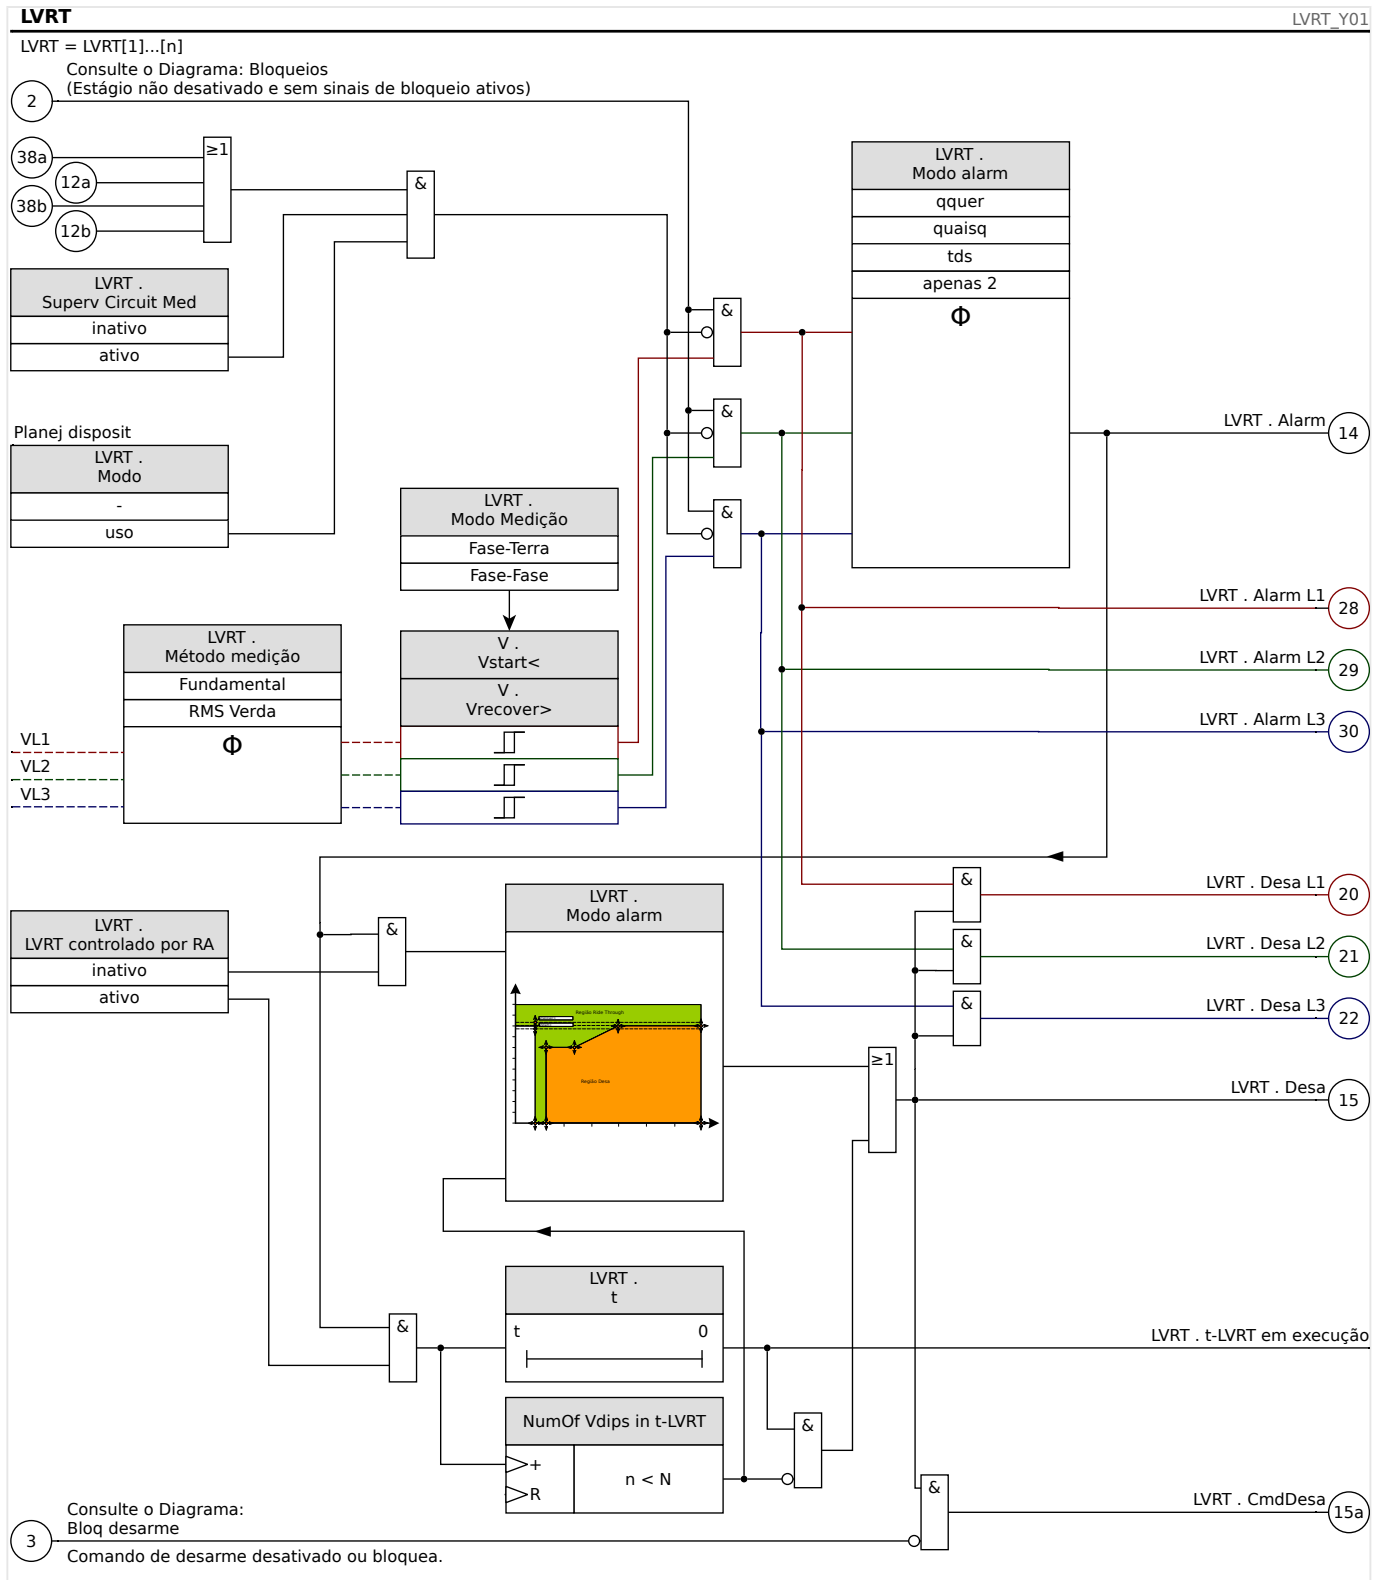 LVRT
LVRT_Y01
LVRT = LVRT[1]...[n]
Consulte o Diagrama: Bloqueios
(Estágio não desativado e sem sinais de bloqueio ativos)
2
38a
12a
38b
12b
≥1
&
LVRT .
Superv Circuit Med
inativo
ativo
Planej disposit
LVRT .
Modo
-
uso
LVRT .
Modo Medição
Fase-Terra
Fase-Fase
LVRT .
Método medição
Fundamental
RMS Verda
Φ
VL1
VL2
VL3
V .
Vstart<
V .
Vrecover>
&
&
&
LVRT .
Modo alarm
qquer
quaisq
tds
apenas 2
Φ
LVRT . Alarm
14
LVRT . Alarm L1
28
LVRT . Alarm L2
29
LVRT . Alarm L3
30
LVRT .
LVRT controlado por RA
inativo
ativo
&
LVRT .
Modo alarm
Região Ride Through
Região Desa
&
LVRT . Desa L1
20
&
LVRT . Desa L2
21
&
LVRT . Desa L3
22
≥1
LVRT . Desa
15
&
LVRT .
t
t 0
LVRT . t-LVRT em execução
NumOf Vdips in t-LVRT
+
R
n < N
&
&
LVRT . CmdDesa
15a
Consulte o Diagrama:
Bloq desarme
3
Comando de desarme desativado ou bloquea.